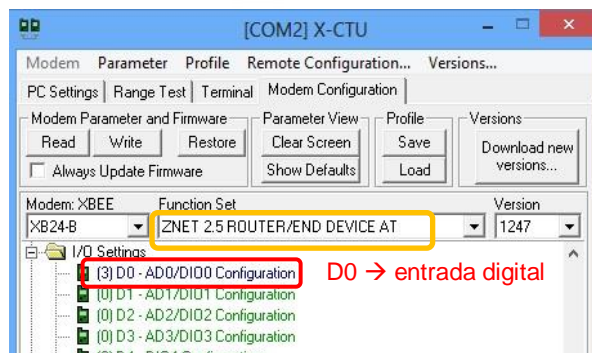 [COM2] X-CTU
Modem Parameter Profile Remote Configuration... Versions...
PC Settings Range Test Terminal Modem Configuration
Modem Parameter and Firmware Parameter View Profile Versions
Read Write Restore Clear Screen Save Download new versions...
Always Update Firmware Show Defaults Load
Modem: XBEE Function Set Version
XB24-B ZNET 2.5 ROUTER/END DEVICE AT 1247
I/O Settings
(3) D0 - AD0/DIO0 Configuration D0 → entrada digital
(0) D1 - AD1/DIO1 Configuration
(0) D2 - AD2/DIO2 Configuration
(0) D3 - AD3/DIO3 Configuration